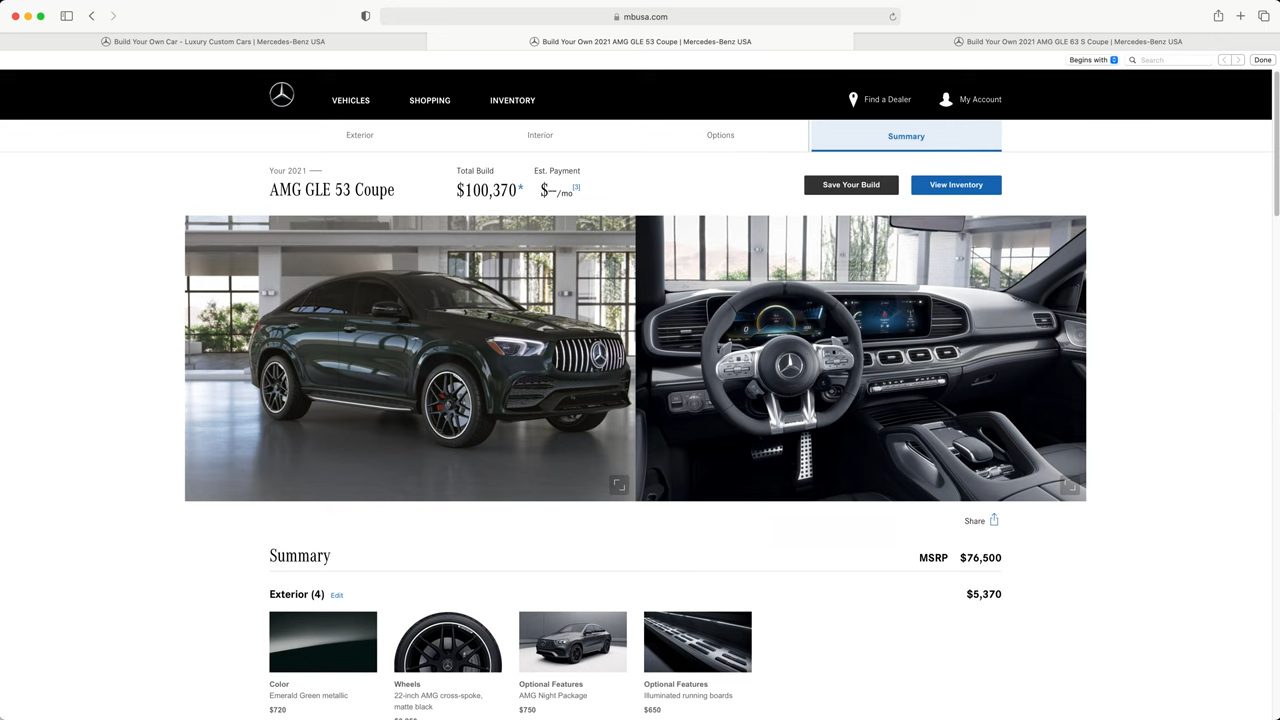 mbusa.com
Build Your Own Car - Luxury Custom Cars | Mercedes-Benz USA
Build Your Own 2021 AMG GLE 53 Coupe | Mercedes-Benz USA
Build Your Own 2021 AMG GLE 63 S Coupe | Mercedes-Benz USA
Begins with
Search
Done
VEHICLES
SHOPPING
INVENTORY
Find a Dealer
My Account
Exterior
Interior
Options
Summary
Your 2021
AMG GLE 53 Coupe
Total Build
$100,370*
Est. Payment
$—/mo[3]
Save Your Build
View Inventory
Share
Summary
MSRP $76,500
Exterior (4) Edit
$5,370
Color
Emerald Green metallic
$720
Wheels
22-inch AMG cross-spoke,
matte black
Optional Features
AMG Night Package
$750
Optional Features
Illuminated running boards
$650